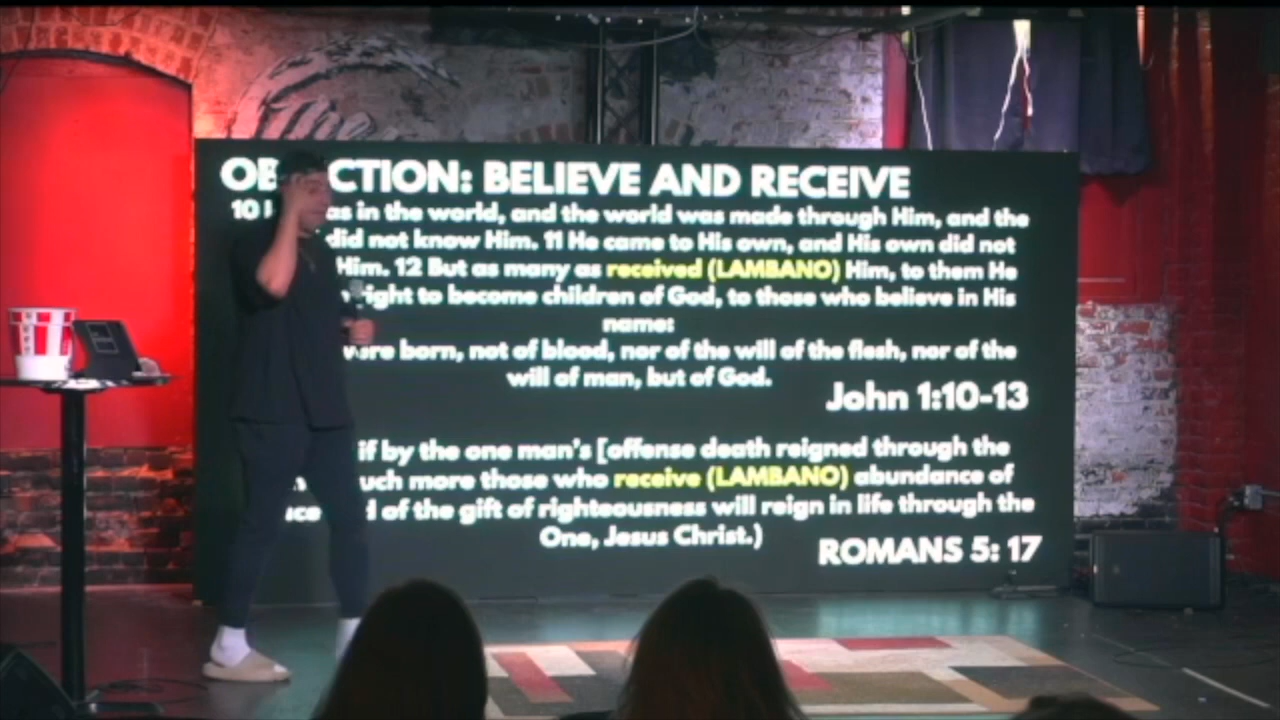 OB CTION: BELIEVE AND RECEIVE
10 as in the world, and the world was made through Him, and the
did not know Him. 11 He came to His own, and His own did not
Him. 12 But as many as received (LAMBANO) Him, to them He
right to become children of God, to those who believe in His
name:
were born, not of blood, nor of the will of the flesh, nor of the
will of man, but of God.
John 1:10-13
if by the one man's [offense death reigned through the
uch more those who receive (LAMBANO) abundance of
d of the gift of righteousness will reign in life through the
One, Jesus Christ.)
ROMANS 5: 17